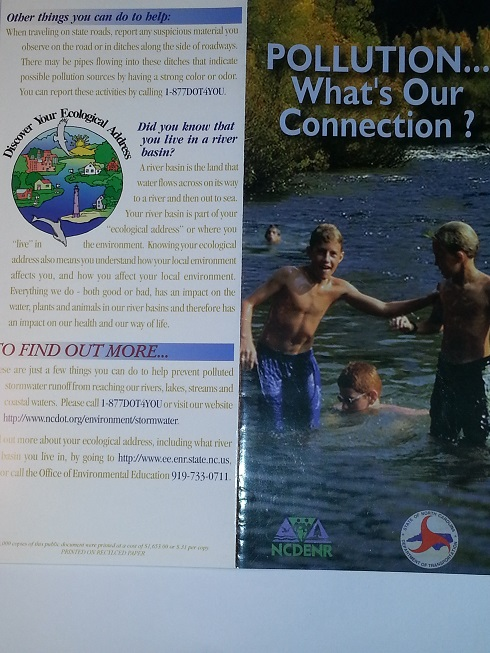 Other things you can do to help:
When traveling on state roads, report any suspicious material you
observe on the road or in ditches along the side of roadways.
There may be pipes flowing into these ditches that indicate
possible pollution sources by having a strong color or odor.
You can report these activities by calling 1-877DOT4YOU.
Discover Your Ecological Address
Did you know that
you live in a river
basin?
A river basin is the land that
water flows across on its way
to a river and then out to sea.
Your river basin is part of your
"ecological address" or where you
"live" in the environment. Knowing your ecological
address also means you understand how your local environment
affects you, and how you affect your local environment.
Everything we do - both good or bad, has an impact on the
water, plants and animals in our river basins and therefore has
an impact on our health and our way of life.
TO FIND OUT MORE...
are just a few things you can do to help prevent polluted
stormwater runoff from reaching our rivers, lakes, streams and
coastal waters. Please call 1-877DOT4YOU or visit our website
http://www.ncdot.org/environment/stormwater.
out more about your ecological address, including what river
basin you live in, by going to http://www.ee.enr.state.nc.us,
or call the Office of Environmental Education 919-733-0711.
copies of this public document were printed at a cost of $1,653.00 or $.21 per copy.
PRINTED ON RECYCLED PAPER
POLLUTION...
What's Our
Connection ?
NCDENR
STATE OF NORTH CAROLINA
DEPARTMENT OF TRANSPORTATION